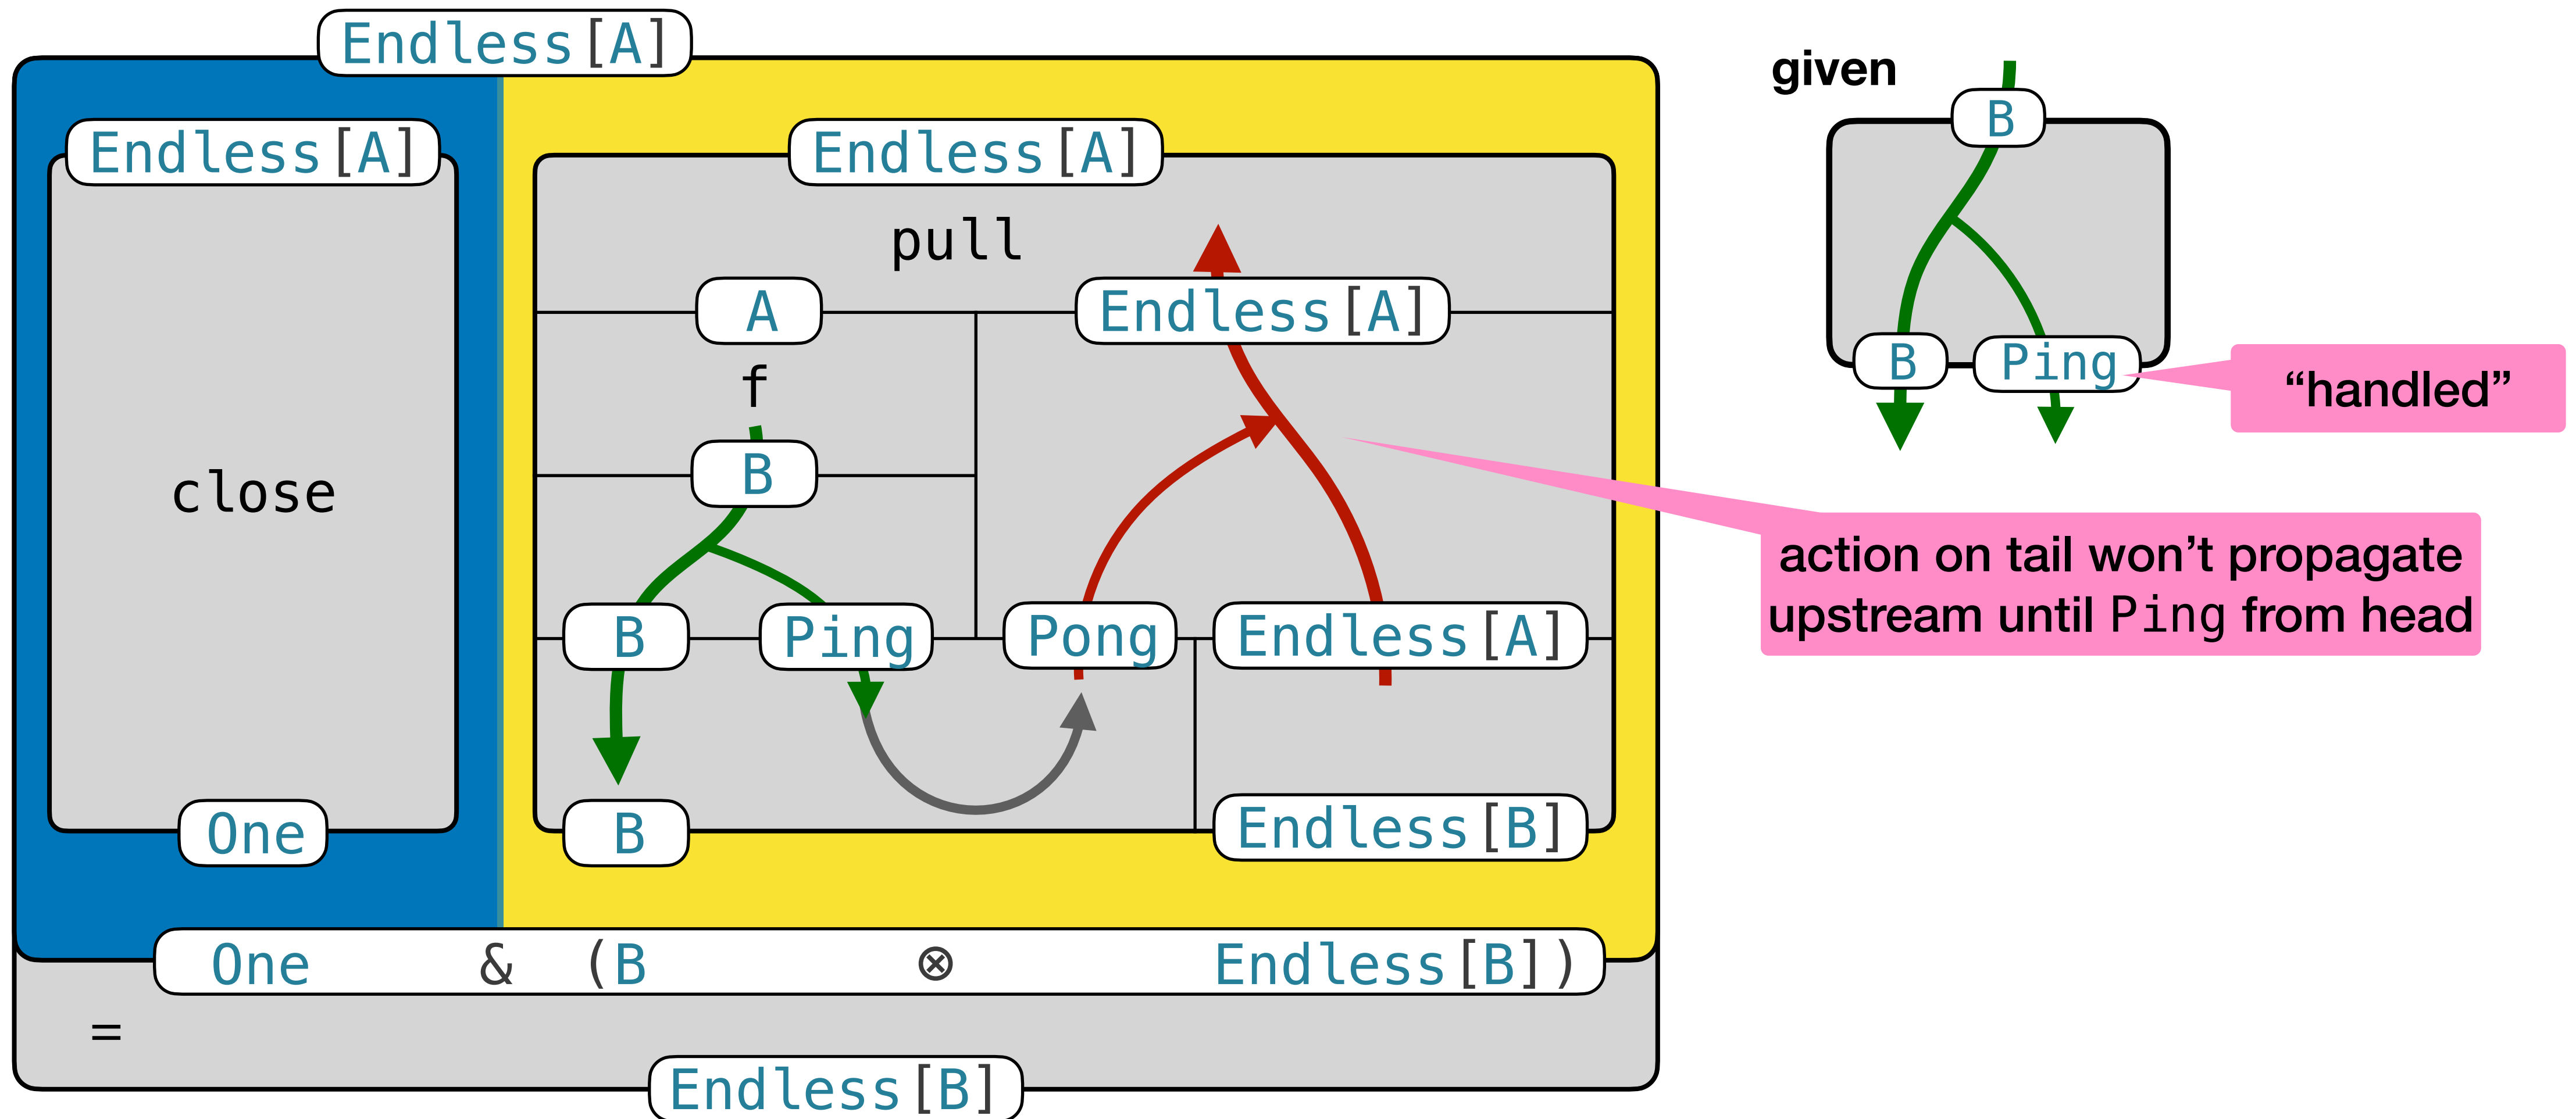 Endless[A]
given
B
Endless[A]
Endless[A]
pull
A
Endless[A]
f
B
Ping
“handled”
B
close
action on tail won’t propagate
upstream until Ping from head
B
Ping
Pong
Endless[A]
One
B
Endless[B]
One & (B ⊗ Endless[B])
=
Endless[B]